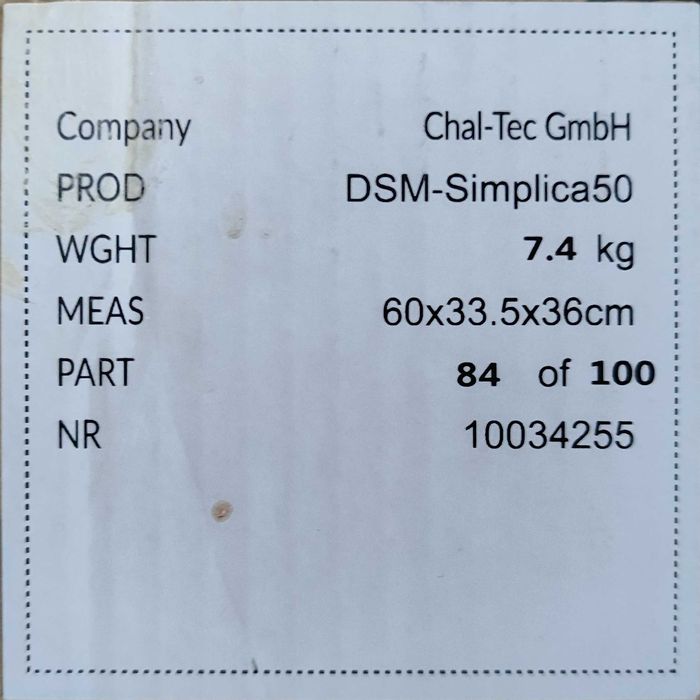 Company Chal-Tec GmbH
PROD DSM-Simplica50
WGHT 7.4 kg
MEAS 60x33.5x36cm
PART 84 of 100
NR 10034255